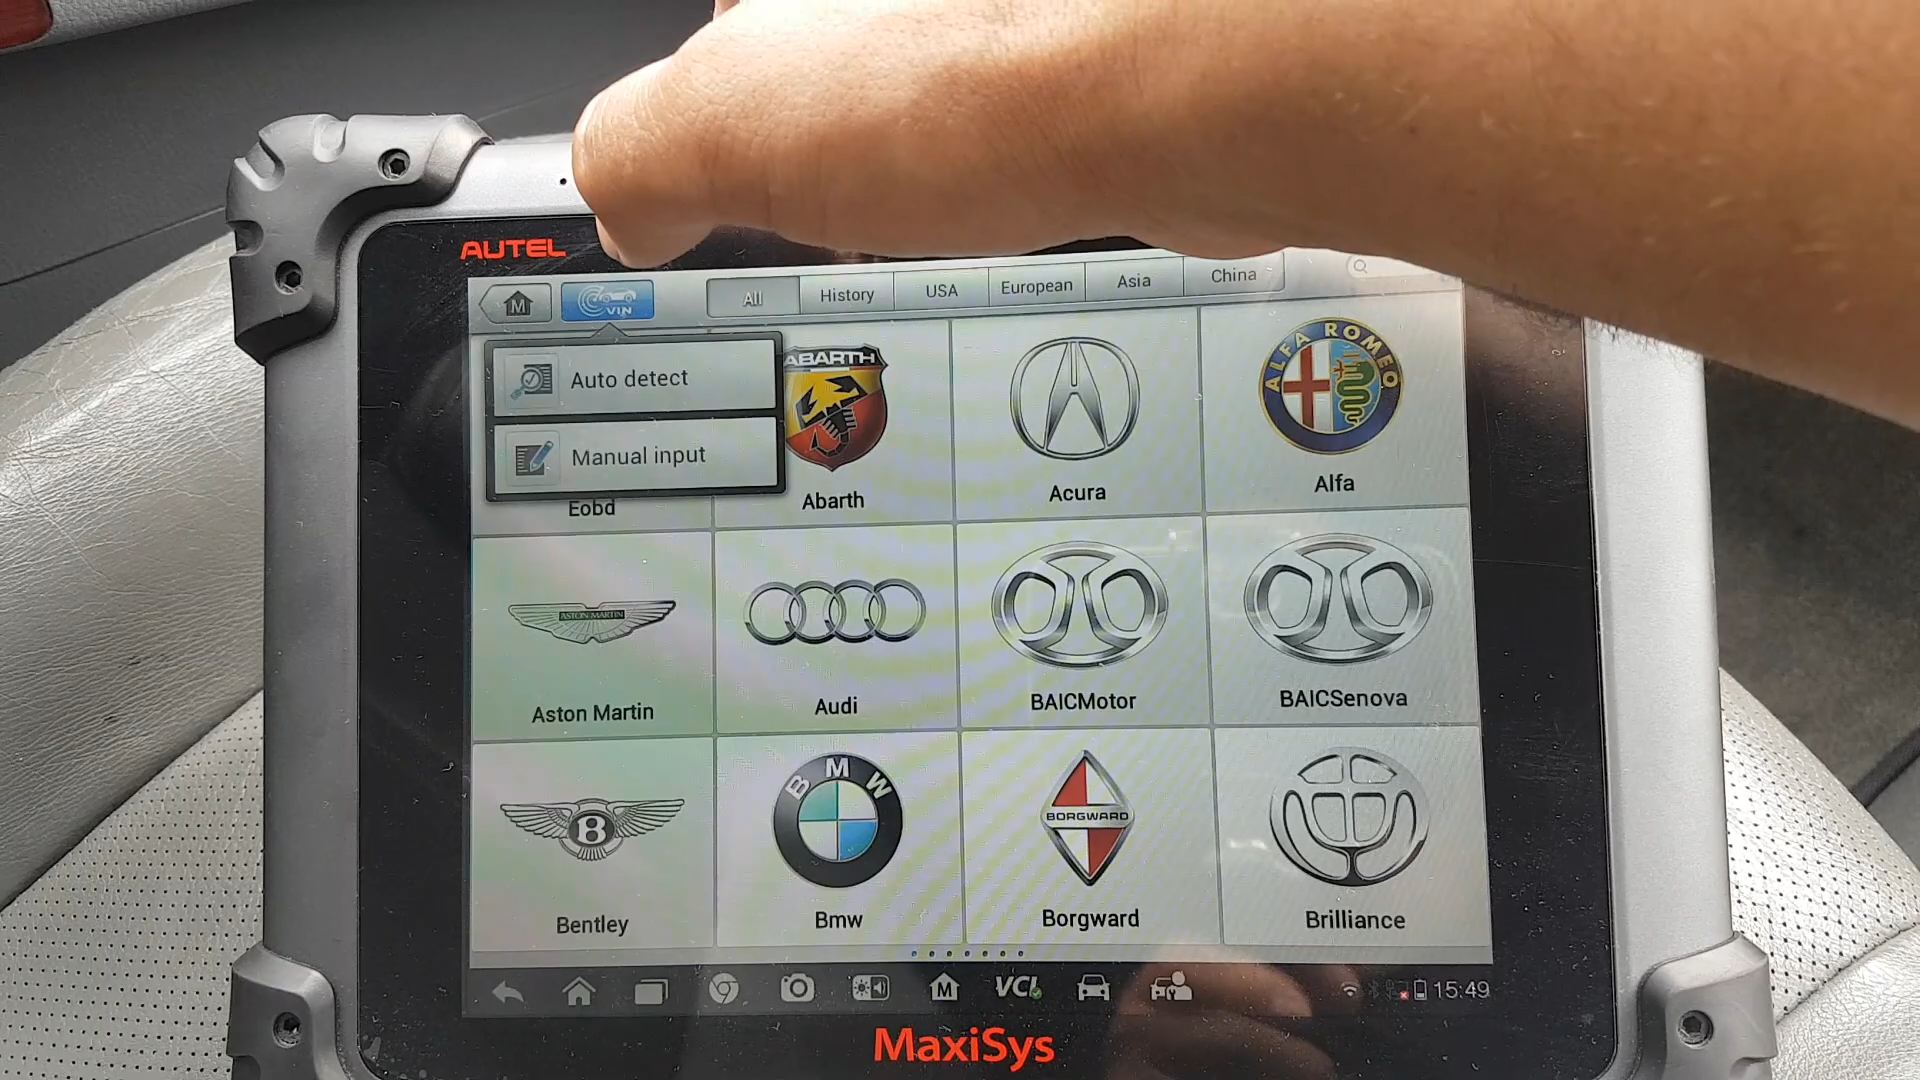 AUTEL
M
VIN
All
History
USA
European
Asia
China
Auto detect
Manual input
Eobd
ABARTH
Abarth
Acura
ALFA ROMEO
Alfa
ASTON MARTIN
Aston Martin
Audi
BAICMotor
BAICSenova
B
Bentley
BMW
Bmw
BORGWARD
Borgward
Brilliance
M
VCI
15:49
MaxiSys